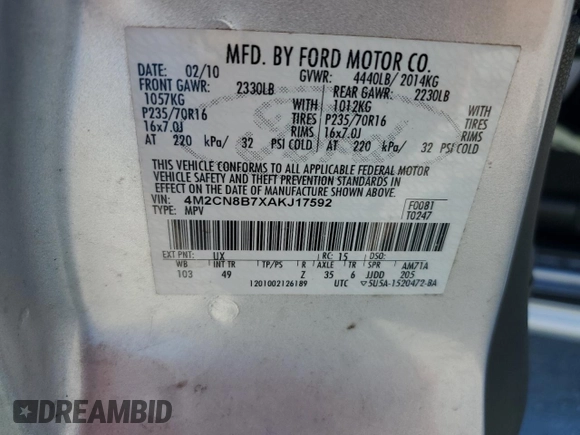 MFD. BY FORD MOTOR CO.
DATE: 02/10 GVWR: 4440LB/ 2014KG
FRONT GAWR: 2330LB REAR GAWR: 2230LB
1057KG 1012KG
P235/70R16 TIRES P235/70R16 TIRES
16x7.0J RIMS 16x7.0J RIMS
AT 220 kPa/ 32 PSI COLD AT 220 kPa/ 32 PSI COLD
THIS VEHICLE CONFORMS TO ALL APPLICABLE FEDERAL MOTOR
VEHICLE SAFETY AND THEFT PREVENTION STANDARDS IN
EFFECT ON THE DATE OF MANUFACTURE SHOWN ABOVE.
VIN: 4M2CN8B7XAKJ17592 F0081
TYPE: MPV T0247
EXT PNT: UX RC: 15 AM71A
WB INT TR TP/PS R AXLE TR SPR
103 49 Z 35 6 JJDD 205
1201002126189 UTC ▽5U5A-1520472-BA
DREAMBID